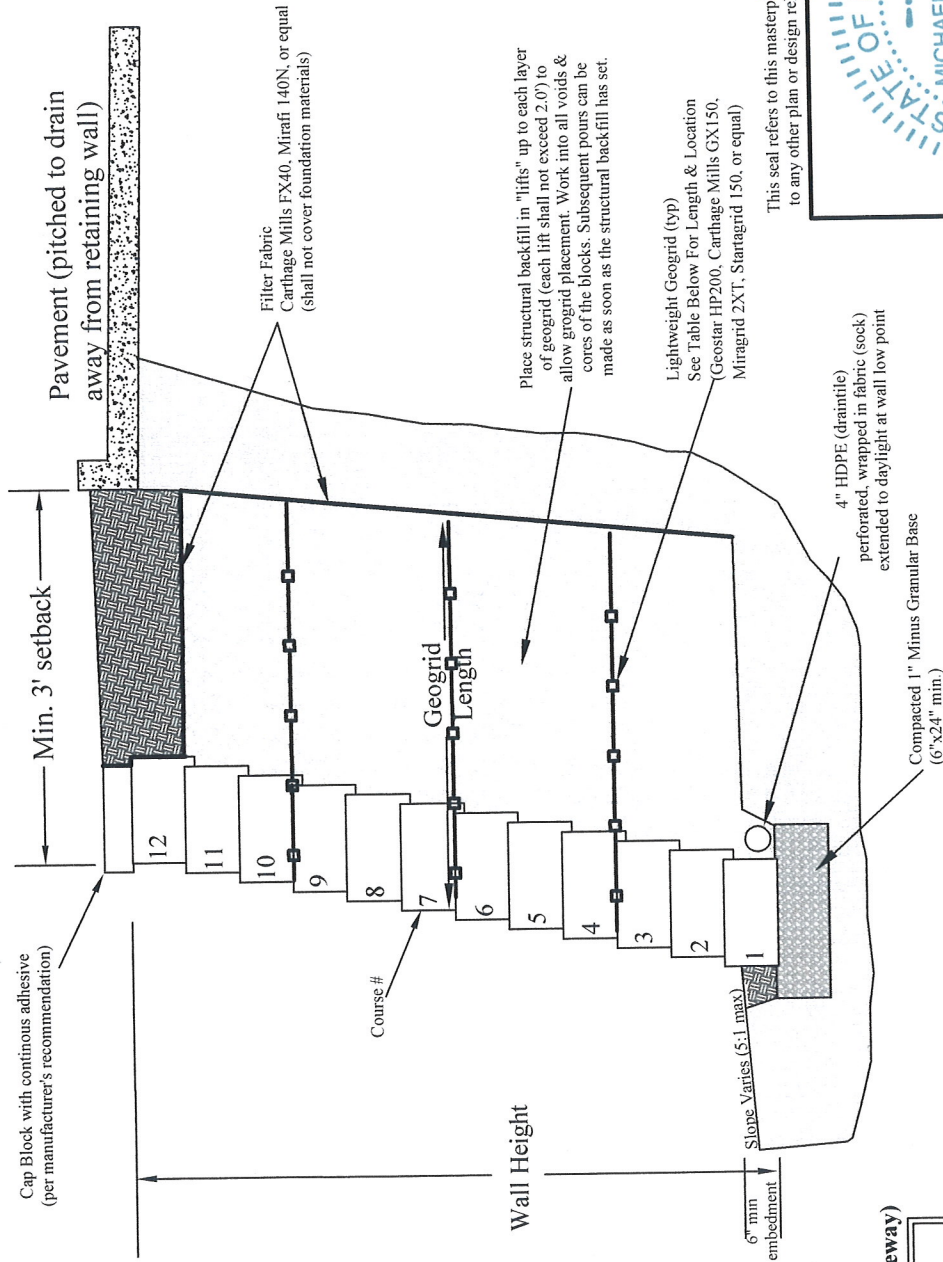 Cap Block with continous adhesive
(per manufacturer's recommendation)
Min. 3' setback
Pavement (pitched to drain
away from retaining wall)
Filter Fabric
Carthage Mills FX40, Mirafi 140N, or equal
(shall not cover foundation materials)
Course #
12
11
10
9
8
7
6
5
4
3
2
1
Geogrid
Length
Place structural backfill in "lifts" up to each layer
of geogrid (each lift shall not exceed 2.0') to
allow grogrid placement. Work into all voids &
cores of the blocks. Subsequent pours can be
made as soon as the structural backfill has set.
Lightweight Geogrid (typ)
See Table Below For Length & Location
(Geostar HP200, Carthage Mills GX150,
Miragrid 2XT, Startagrid 150, or equal)
Wall Height
6" min
embedment
Slope Varies (5:1 max)
4" HDPE (draintile)
perforated, wrapped in fabric (sock)
extended to daylight at wall low point
Compacted 1" Minus Granular Base
(6"x24" min.)
This seal refers to this masterp
to any other plan or design re
STATE OF
MICHAEL
eway)